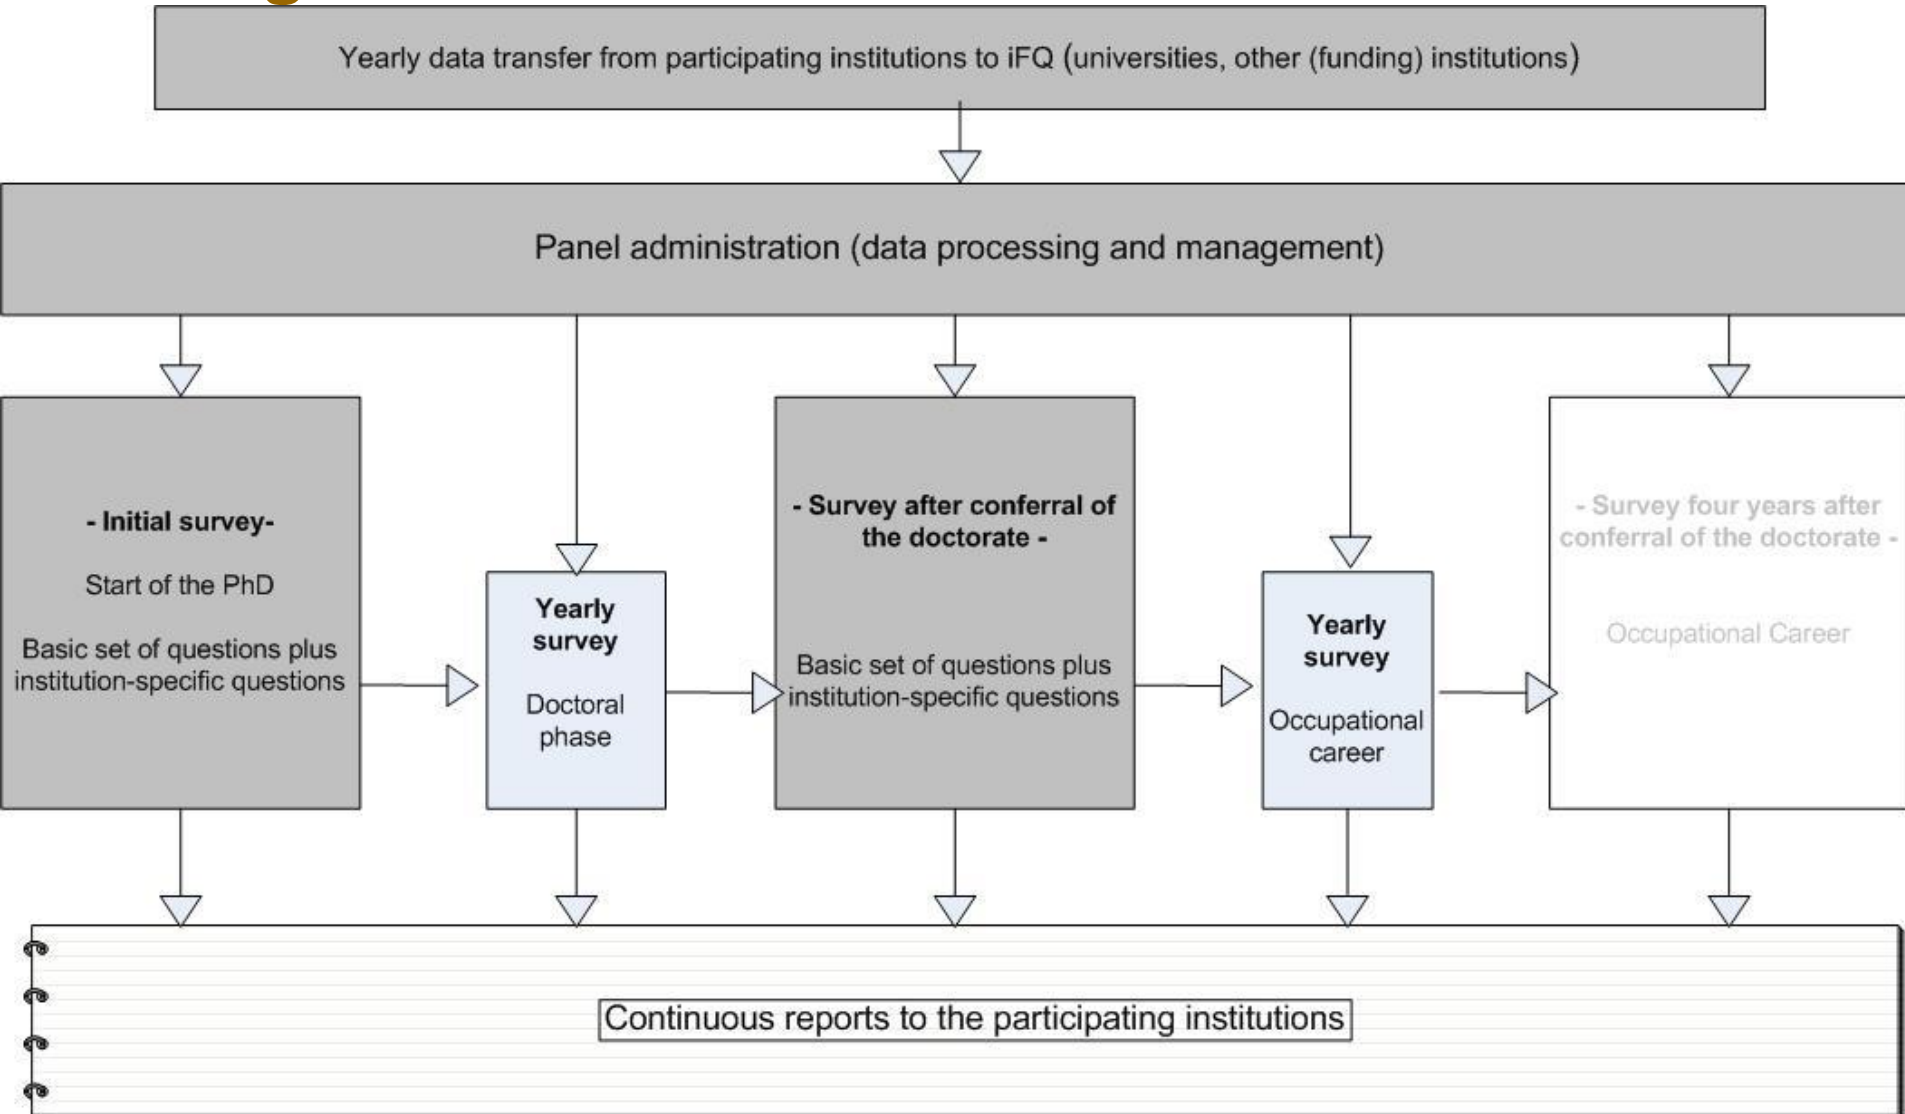 Yearly data transfer from participating institutions to iFQ (universities, other (funding) institutions)
Panel administration (data processing and management)
- Initial survey-
Start of the PhD
Basic set of questions plus
institution-specific questions
Yearly
survey
Doctoral
phase
- Survey after conferral of
the doctorate -
Basic set of questions plus
institution-specific questions
Yearly
survey
Occupational
career
- Survey four years after
conferral of the doctorate -
Occupational Career
Continuous reports to the participating institutions